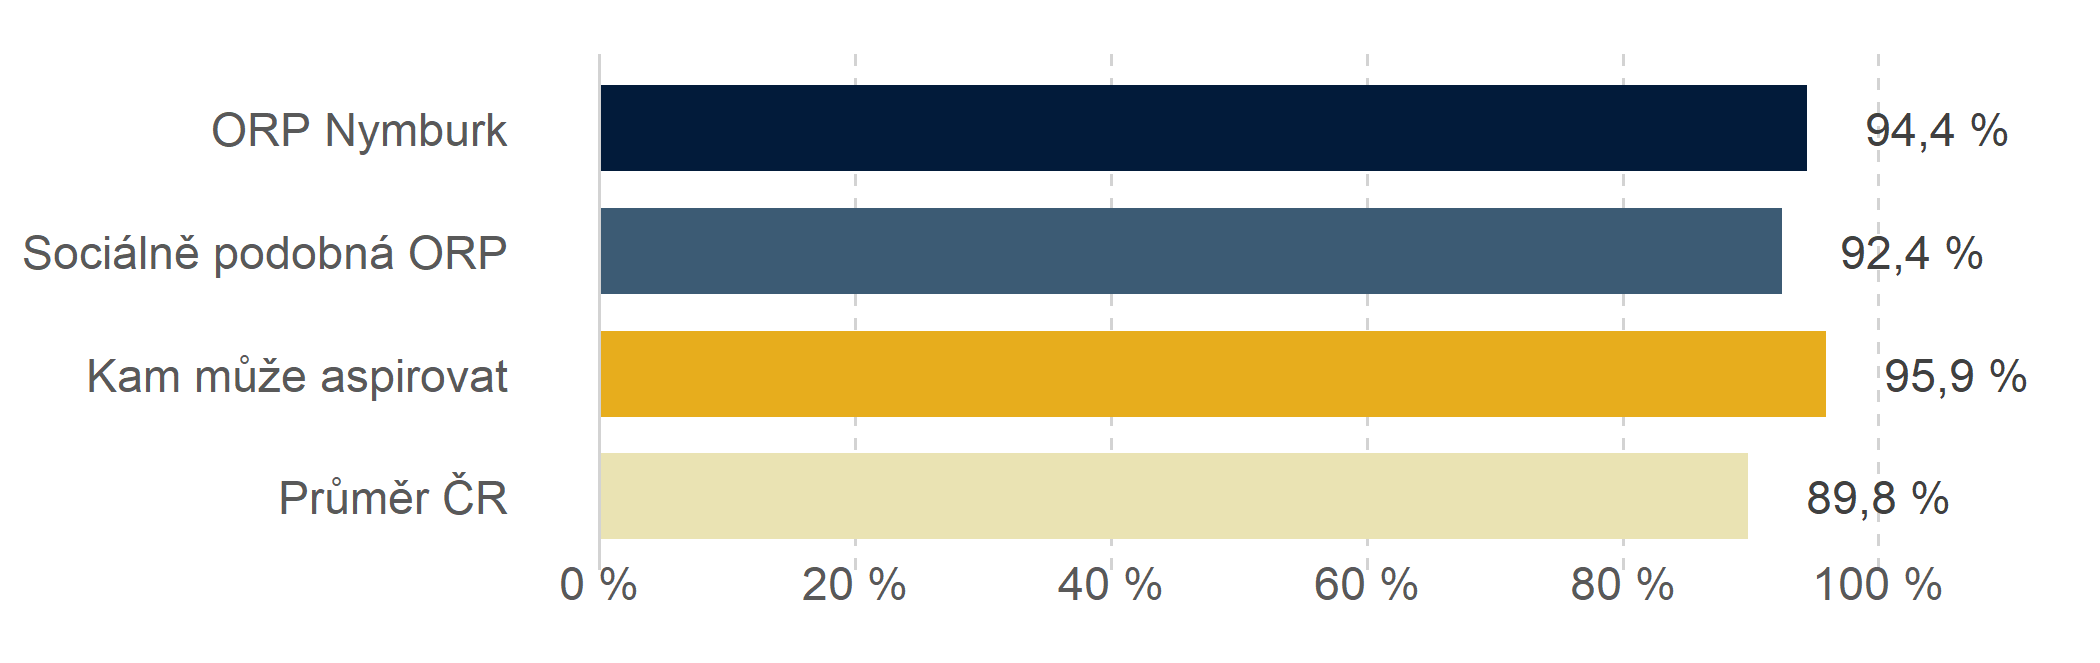 ORP Nymburk 94,4 %
Sociálně podobná ORP 92,4 %
Kam může aspirovat 95,9 %
Průměr ČR 89,8 %
0 % 20 % 40 % 60 % 80 % 100 %